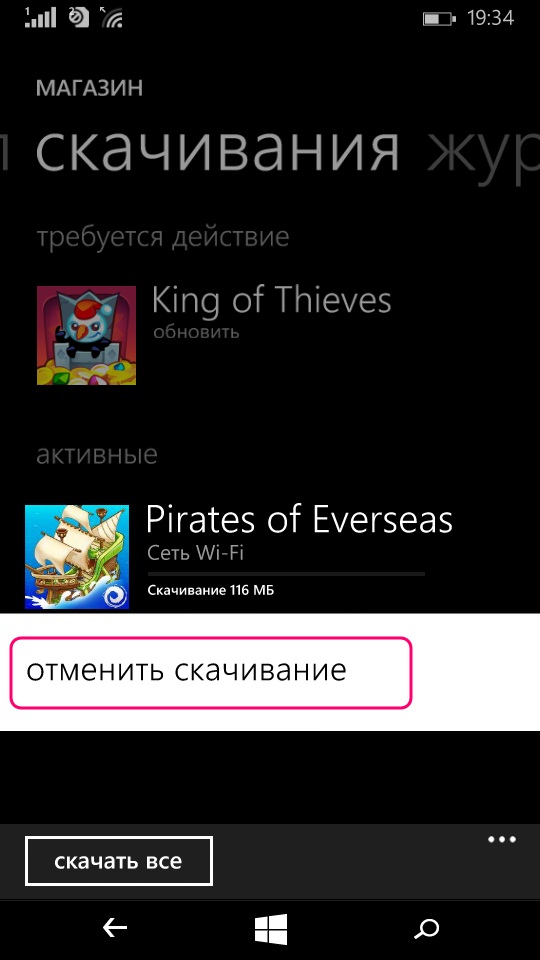 1 19:34
МАГАЗИН
скачивания жур
требуется действие
King of Thieves
обновить
активные
Pirates of Everseas
Сеть Wi-Fi
Скачивание 116 МБ
отменить скачивание
скачать все